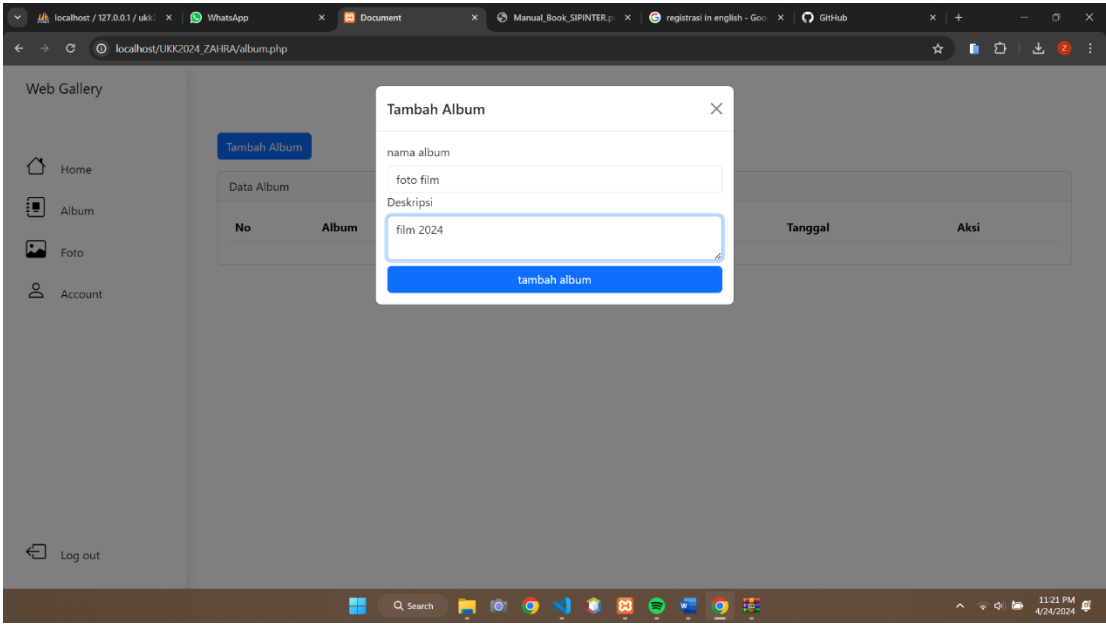 localhost / 127.0.0.1 / ukk2
WhatsApp
Document
Manual_Book_SIPINTER.p
registrasi in english - Goo
GitHub
localhost/UKK2024_ZAHRA/album.php
Z
Web Gallery
Home
Album
Foto
Account
Log out
Tambah Album
Data Album
No Album Tanggal Aksi
Tambah Album
nama album
foto film
Deskripsi
film 2024
tambah album
Search
11:21 PM
4/24/2024